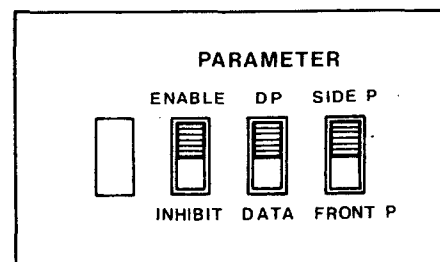 PARAMETER
ENABLE DP SIDE P
INHIBIT DATA FRONT P